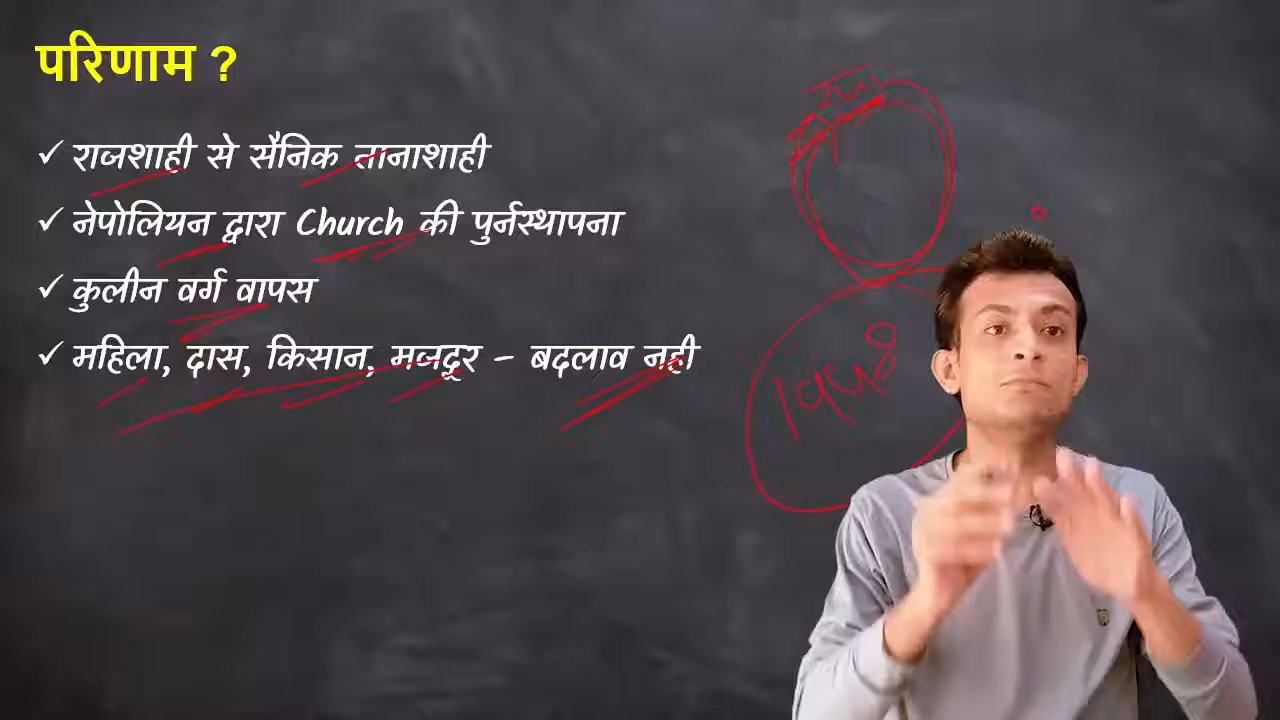 परिणाम ?
✓ राजशाही से सैनिक तानाशाही
✓ नेपोलियन द्वारा Church की पुर्नस्थापना
✓ कुलीन वर्ग वापस
✓ महिला, दास, किसान, मजदूर - बदलाव नही